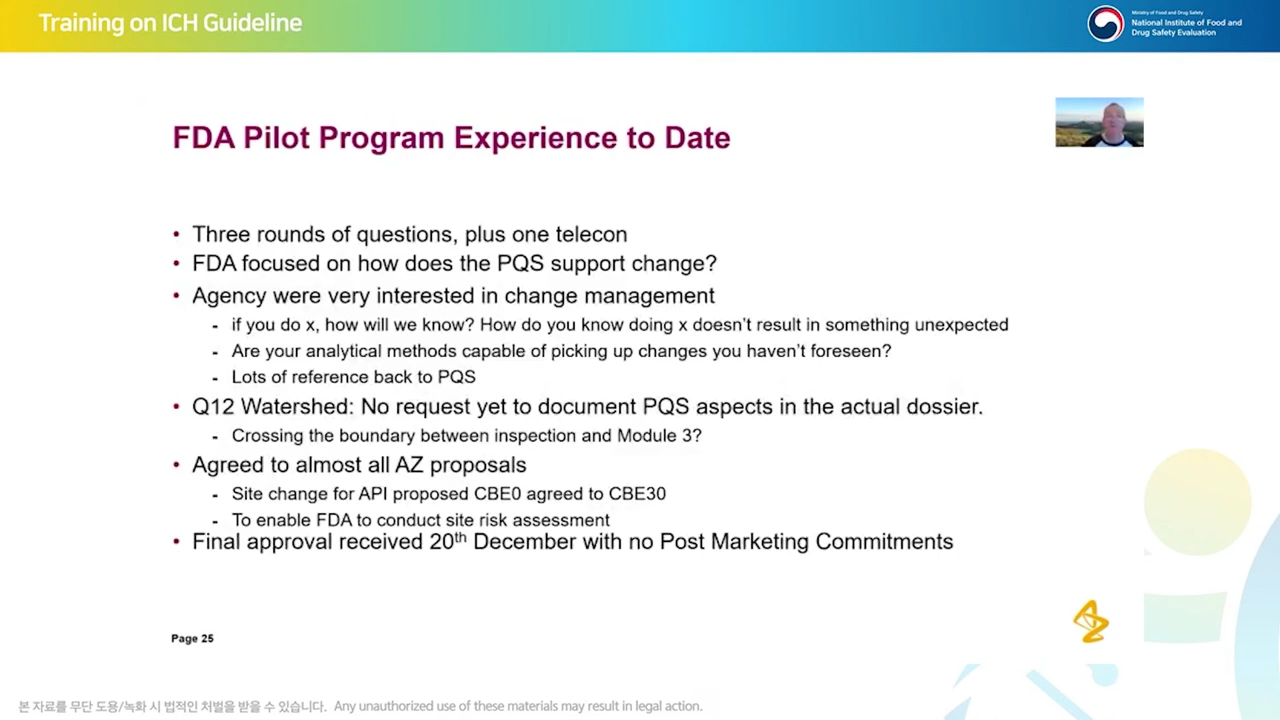 Training on ICH Guideline
Ministry of Food and Drug Safety
National Institute of Food and
Drug Safety Evaluation
FDA Pilot Program Experience to Date
• Three rounds of questions, plus one telecon
• FDA focused on how does the PQS support change?
• Agency were very interested in change management
- if you do x, how will we know? How do you know doing x doesn't result in something unexpected
- Are your analytical methods capable of picking up changes you haven't foreseen?
- Lots of reference back to PQS
• Q12 Watershed: No request yet to document PQS aspects in the actual dossier.
- Crossing the boundary between inspection and Module 3?
• Agreed to almost all AZ proposals
- Site change for API proposed CBE0 agreed to CBE30
- To enable FDA to conduct site risk assessment
• Final approval received 20th December with no Post Marketing Commitments
Page 25
본 자료를 무단 도용/녹화 시 법적인 처벌을 받을 수 있습니다. Any unauthorized use of these materials may result in legal action.